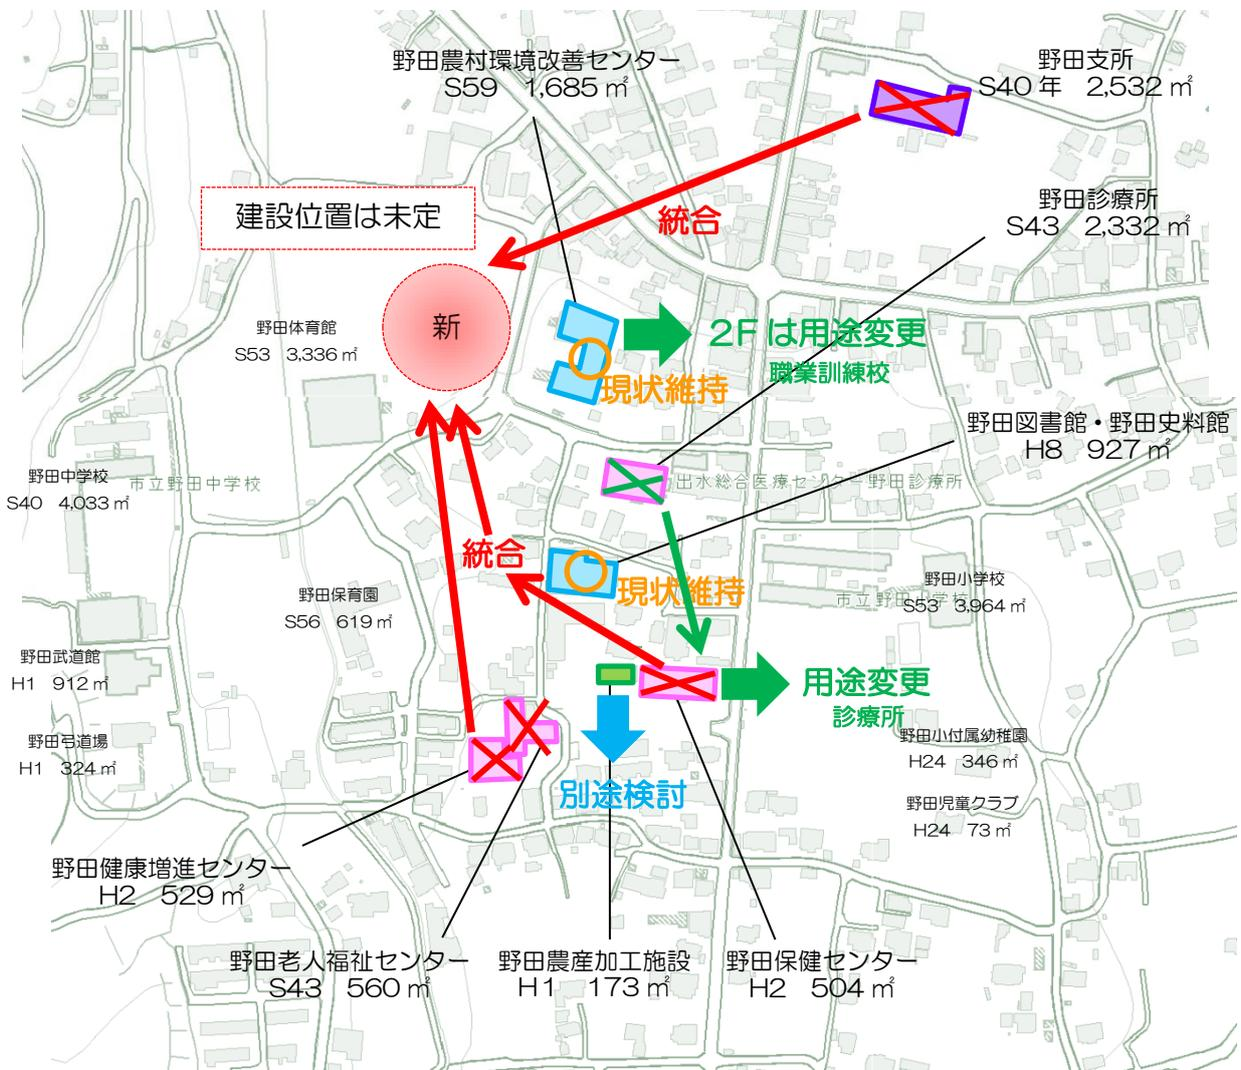 野田農村環境改善センター
S59　1,685㎡
野田支所
S40年　2,532㎡
野田診療所
S43　2,332㎡
建設位置は未定
統合
新
野田体育館
S53　3,336㎡
2Fは用途変更
職業訓練校
現状維持
野田図書館・野田史料館
H8　927㎡
野田中学校
S40　4,033㎡
市立野田中学校
出水総合医療センター野田診療所
統合
現状維持
野田保育園
S56　619㎡
野田小学校
S53　3,964㎡
市立野田小学校
野田武道館
H1　912㎡
用途変更
診療所
野田弓道場
H1　324㎡
野田小付属幼稚園
H24　346㎡
別途検討
野田児童クラブ
H24　73㎡
野田健康増進センター
H2　529㎡
野田老人福祉センター
S43　560㎡
野田農産加工施設
H1　173㎡
野田保健センター
H2　504㎡